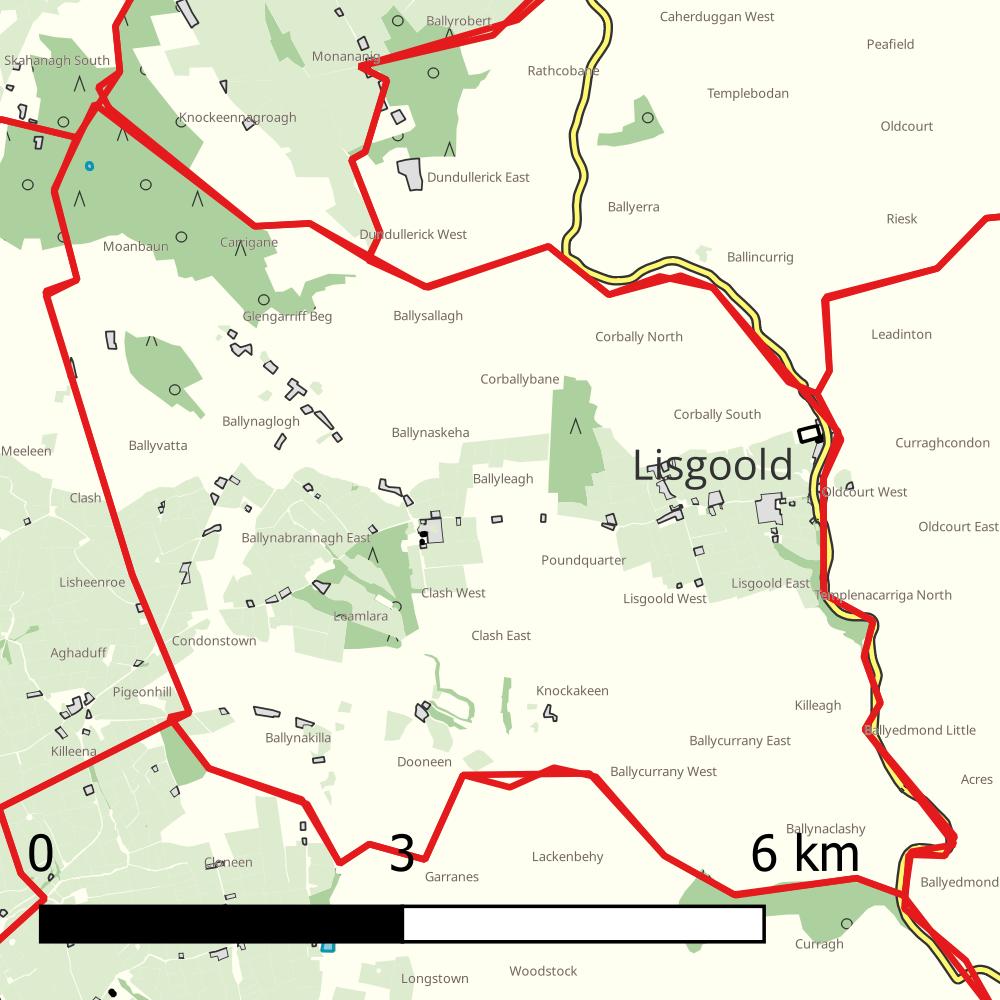 Caherduggan West
Ballyrobert
Peafield
Monananig
Skahanagh South
Rathcobane
Templebodan
Knockeennagroagh
Oldcourt
Dundullerick East
Ballyerra
Riesk
Dundullerick West
Carrigane
Moanbaun
Ballincurrig
Glengarriff Beg
Ballysallagh
Leadinton
Corbally North
Corballybane
Corbally South
Ballynaglogh
Ballynaskeha
Curraghcondon
Ballyvatta
Meeleen
Lisgoold
Ballyleagh
Oldcourt West
Clash
Oldcourt East
Ballynabrannagh East
Poundquarter
Lisheenroe
Lisgoold East
Clash West
Templenacarriga North
Lisgoold West
Leamlara
Clash East
Condonstown
Aghaduff
Pigeonhill
Knockakeen
Killeagh
Ballyedmond Little
Ballynakilla
Ballycurrany East
Killeena
Dooneen
Ballycurrany West
Acres
Ballynaclashy
0 3 6 km
Lackenbehy
Cloneen
Garranes
Ballyedmond
Curragh
Woodstock
Longstown